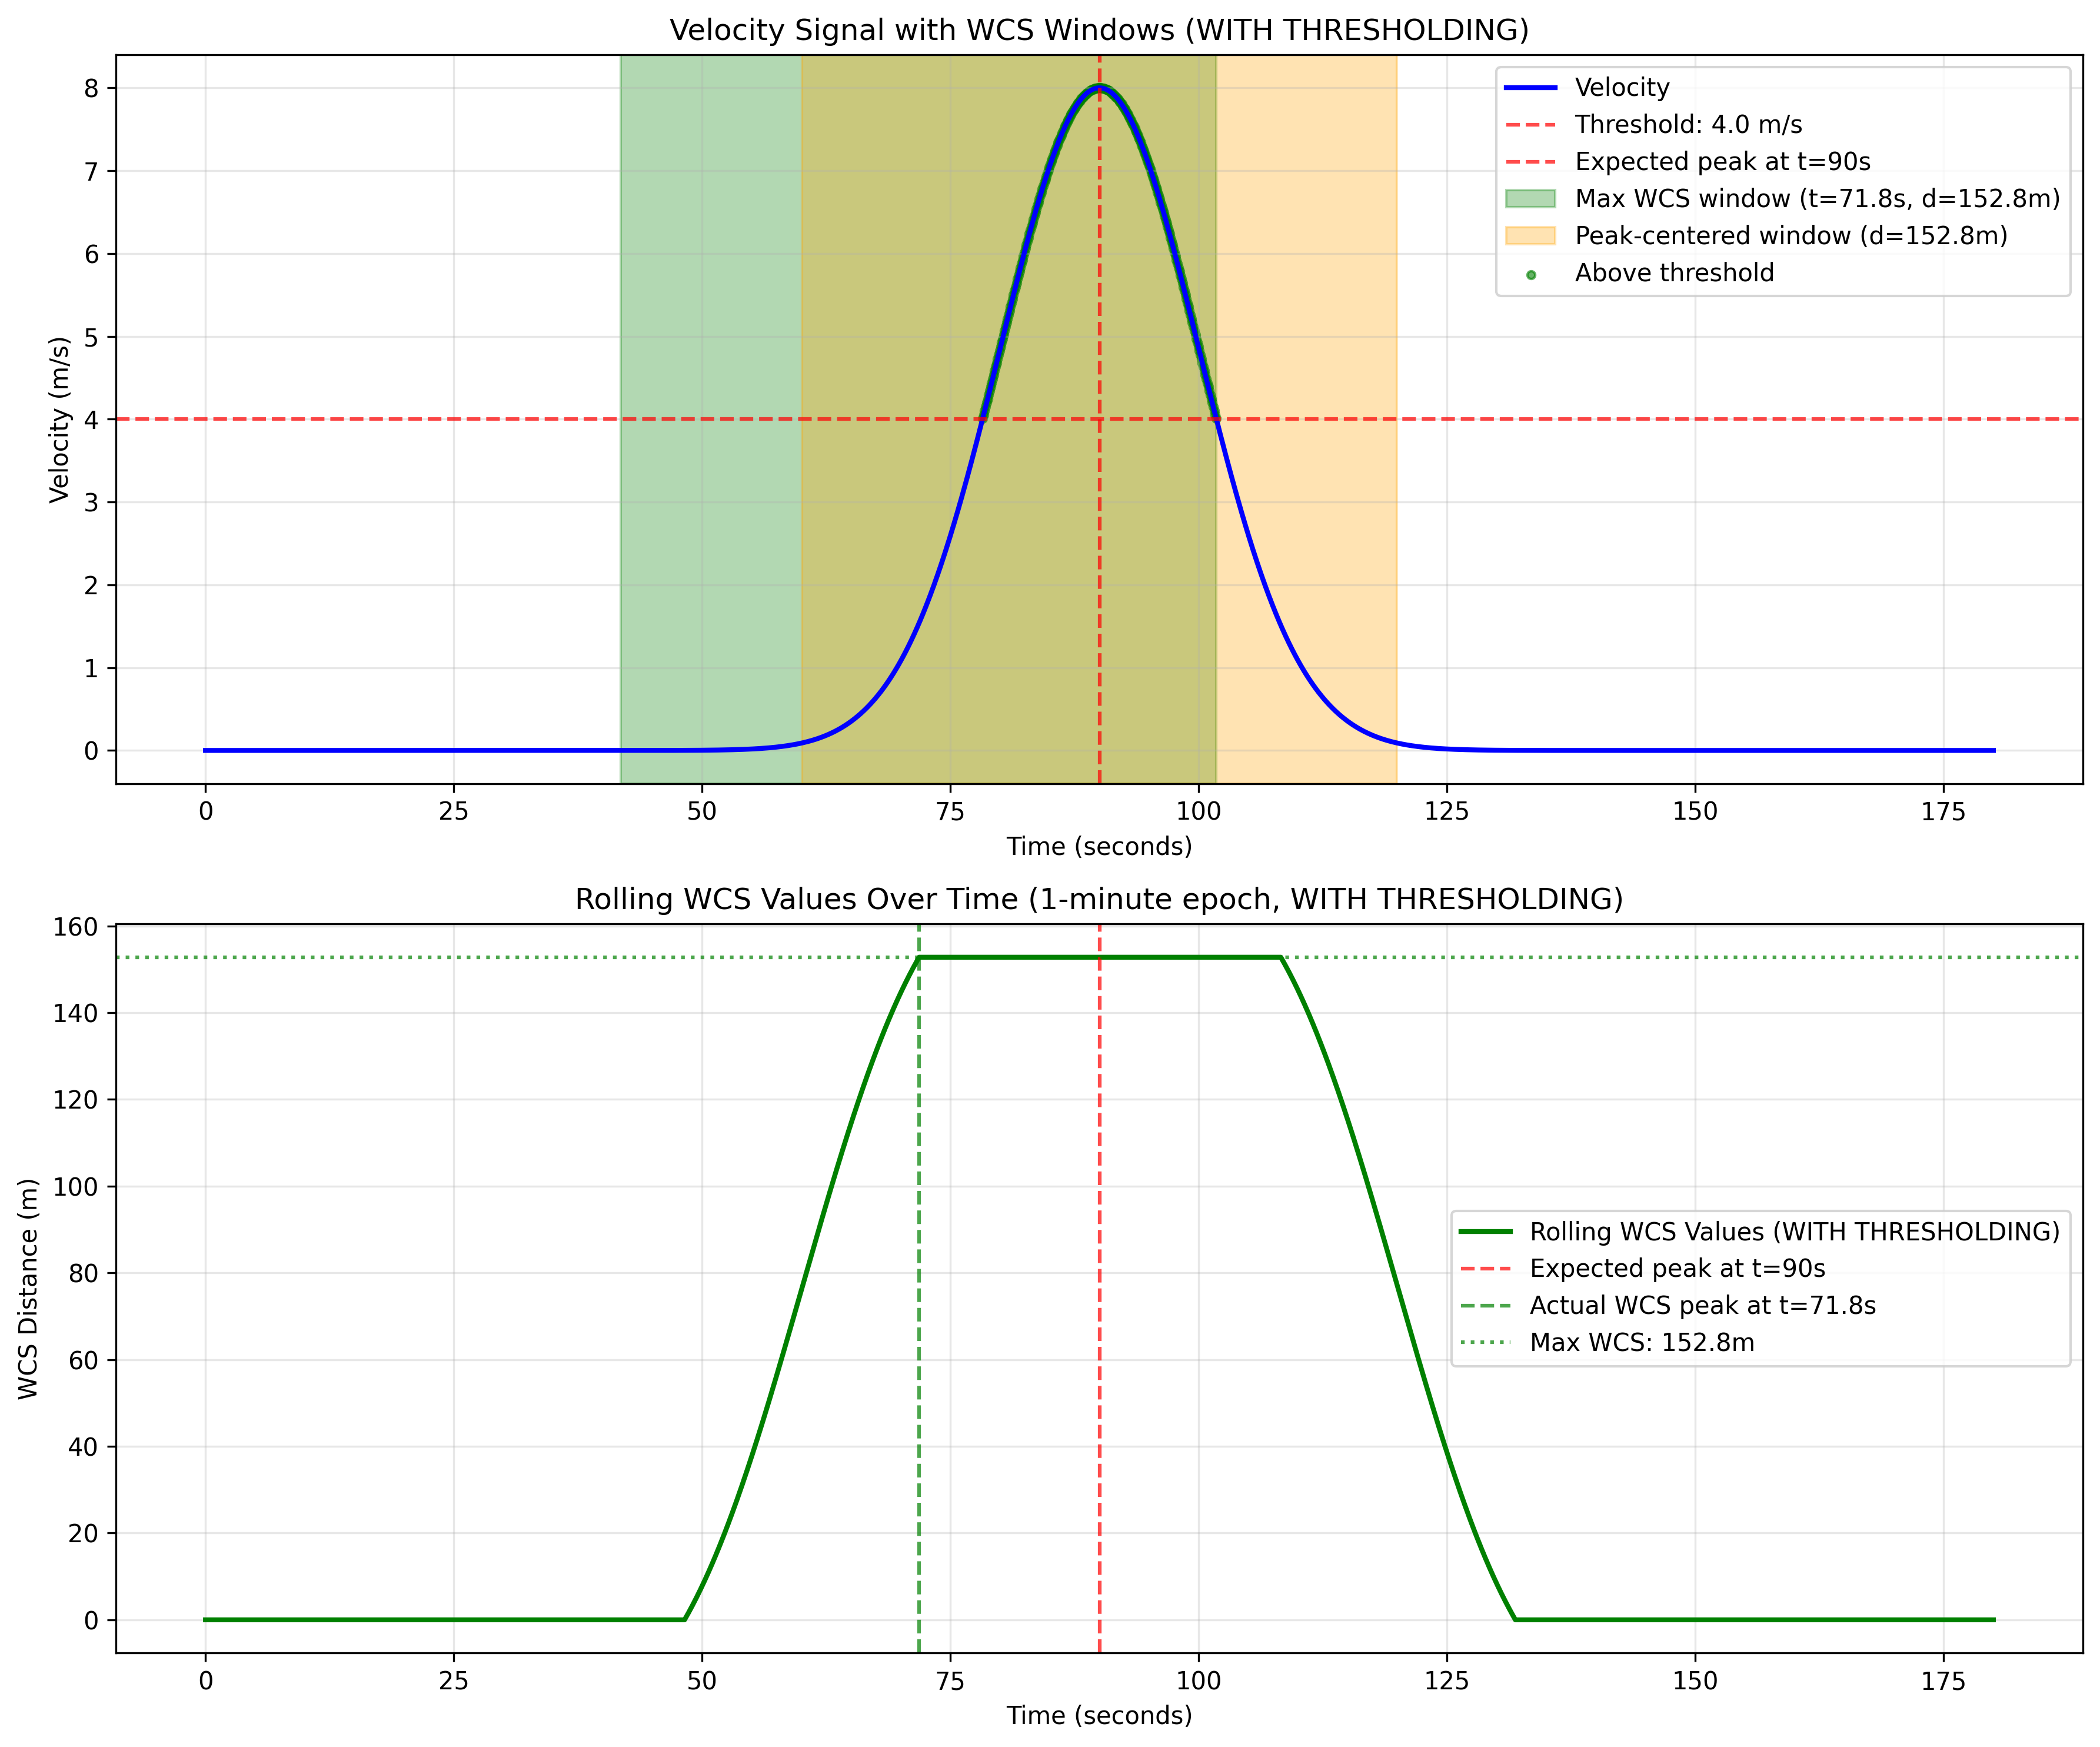 Velocity Signal with WCS Windows (WITH THRESHOLDING)
Velocity (m/s)
8
7
6
5
4
3
2
1
0
Velocity
Threshold: 4.0 m/s
Expected peak at t=90s
Max WCS window (t=71.8s, d=152.8m)
Peak-centered window (d=152.8m)
Above threshold
0 25 50 75 100 125 150 175
Time (seconds)
Rolling WCS Values Over Time (1-minute epoch, WITH THRESHOLDING)
WCS Distance (m)
160
140
120
100
80
60
40
20
0
Rolling WCS Values (WITH THRESHOLDING)
Expected peak at t=90s
Actual WCS peak at t=71.8s
Max WCS: 152.8m
0 25 50 75 100 125 150 175
Time (seconds)